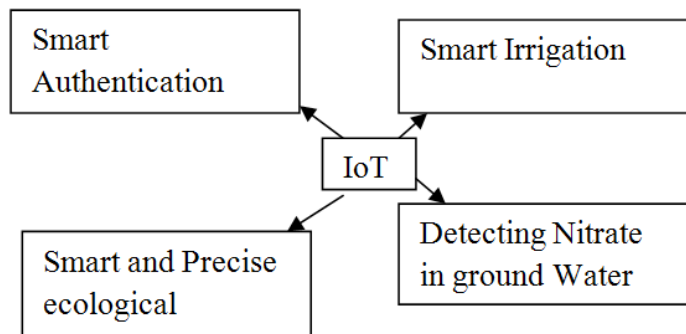 Smart
Authentication
Smart Irrigation
IoT
Smart and Precise
ecological
Detecting Nitrate
in ground Water